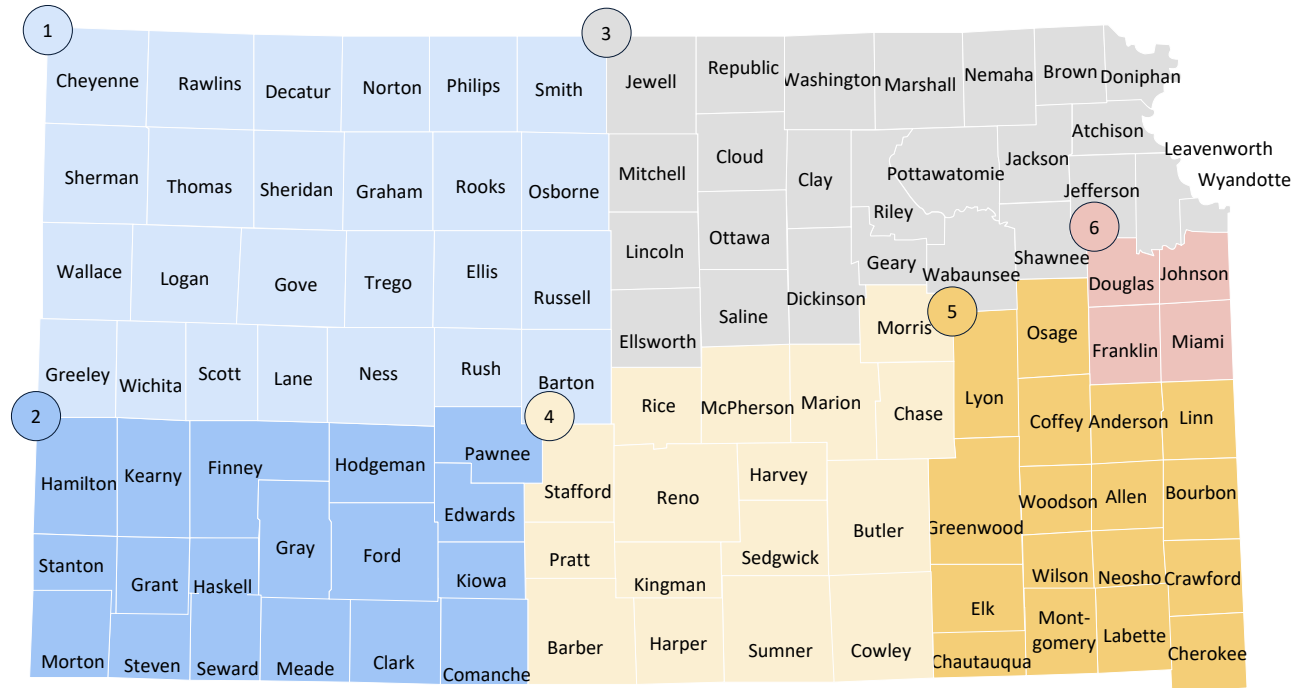 1
3
Cheyenne
Rawlins
Decatur
Norton
Philips
Smith
Jewell
Republic
Washington
Marshall
Nemaha
Brown
Doniphan
Atchison
Leavenworth
Wyandotte
Sherman
Thomas
Sheridan
Graham
Rooks
Osborne
Mitchell
Cloud
Clay
Pottawatomie
Jackson
Jefferson
Riley
6
Wallace
Logan
Gove
Trego
Ellis
Russell
Lincoln
Ottawa
Geary
Wabaunsee
Shawnee
Douglas
Johnson
Dickinson
Saline
Ellsworth
Morris
5
Osage
Franklin
Miami
Greeley
Wichita
Scott
Lane
Ness
Rush
Barton
Rice
McPherson
Marion
Chase
Lyon
Coffey
Anderson
Linn
2
4
Hamilton
Kearny
Finney
Hodgeman
Pawnee
Stafford
Reno
Harvey
Butler
Greenwood
Woodson
Allen
Bourbon
Edwards
Stanton
Grant
Haskell
Gray
Ford
Kiowa
Pratt
Kingman
Sedgwick
Wilson
Neosho
Crawford
Elk
Mont-
gomery
Labette
Cherokee
Morton
Steven
Seward
Meade
Clark
Comanche
Barber
Harper
Sumner
Cowley
Chautauqua